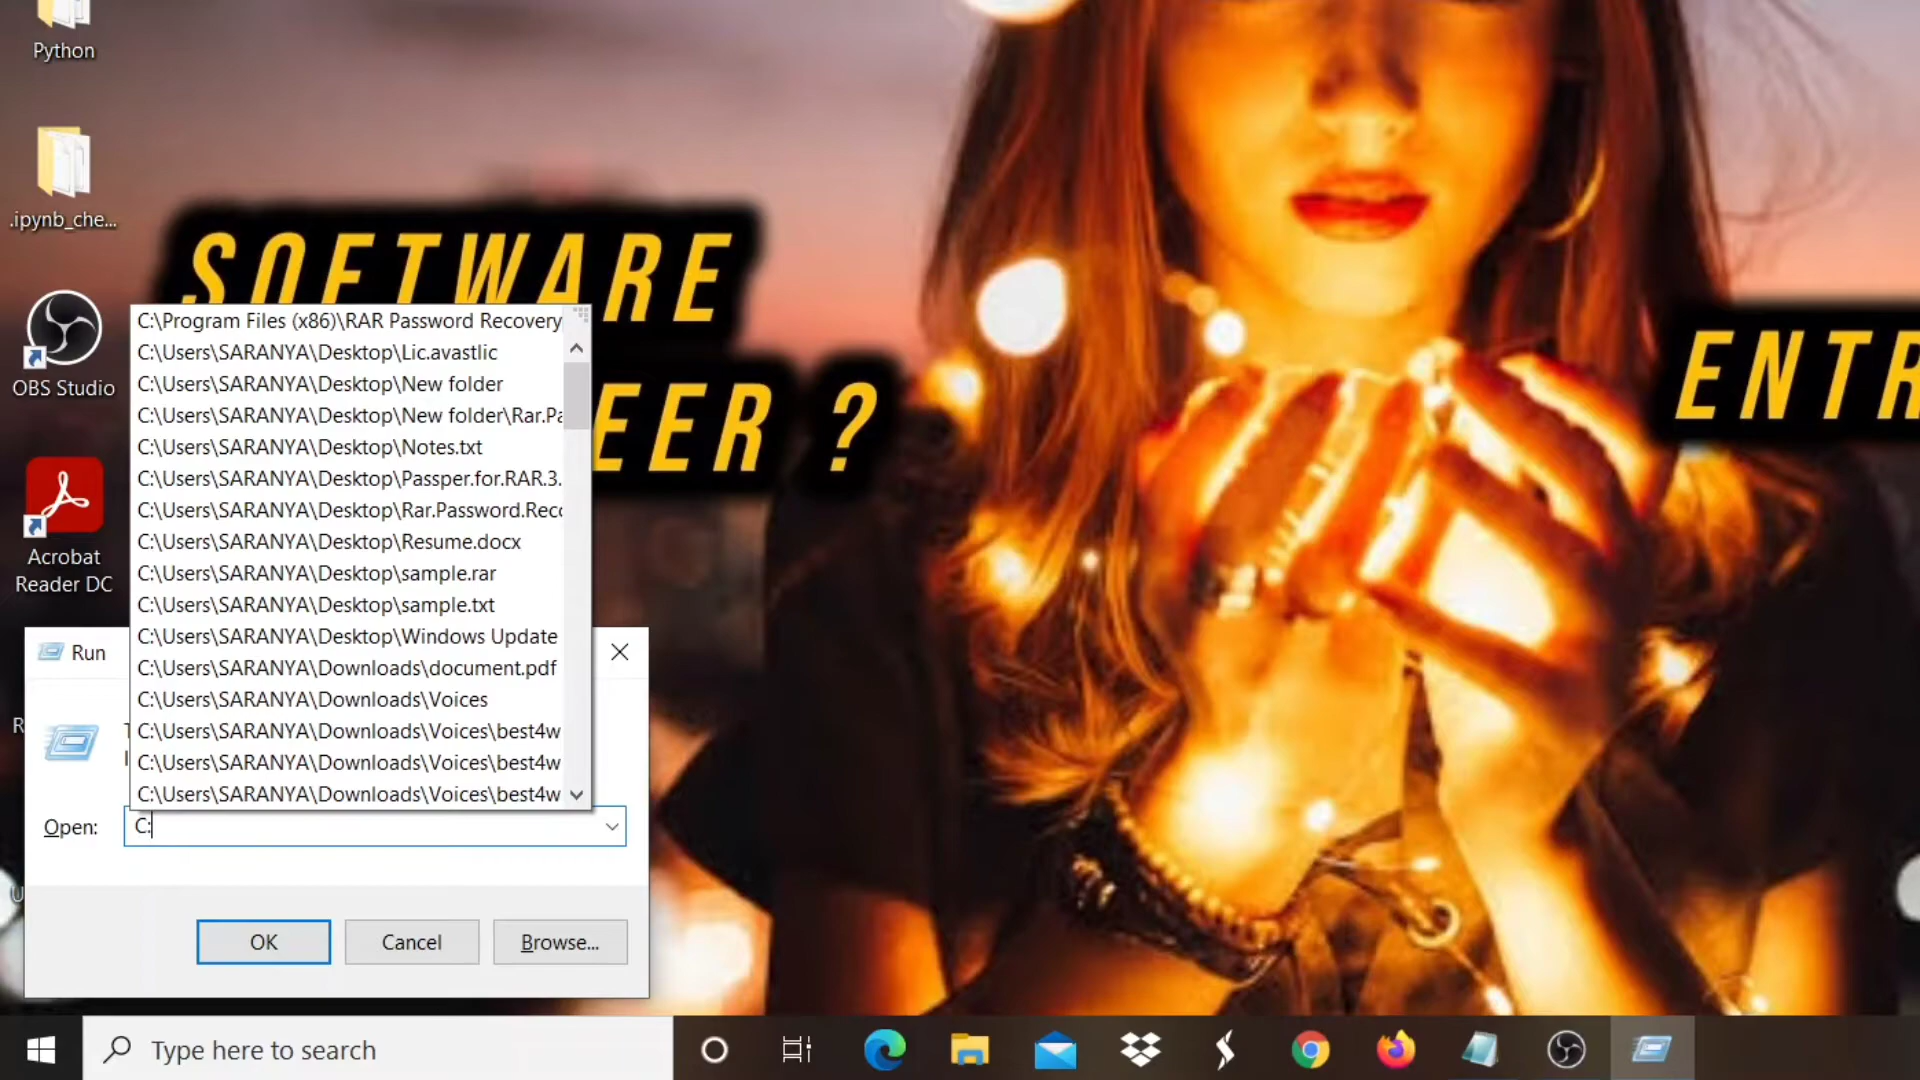 Python
.ipynb_che...
OBS Studio
Acrobat
Reader DC
SOFTWARE
EER ?
ENTR
C:\Program Files (x86)\RAR Password Recovery
C:\Users\SARANYA\Desktop\Lic.avastlic
C:\Users\SARANYA\Desktop\New folder
C:\Users\SARANYA\Desktop\New folder\Rar.Pa
C:\Users\SARANYA\Desktop\Notes.txt
C:\Users\SARANYA\Desktop\Passper.for.RAR.3.
C:\Users\SARANYA\Desktop\Rar.Password.Reco
C:\Users\SARANYA\Desktop\Resume.docx
C:\Users\SARANYA\Desktop\sample.rar
C:\Users\SARANYA\Desktop\sample.txt
C:\Users\SARANYA\Desktop\Windows Update
C:\Users\SARANYA\Downloads\document.pdf
C:\Users\SARANYA\Downloads\Voices
C:\Users\SARANYA\Downloads\Voices\best4w
C:\Users\SARANYA\Downloads\Voices\best4w
C:\Users\SARANYA\Downloads\Voices\best4w
Run
Open: C:
OK Cancel Browse...
Type here to search